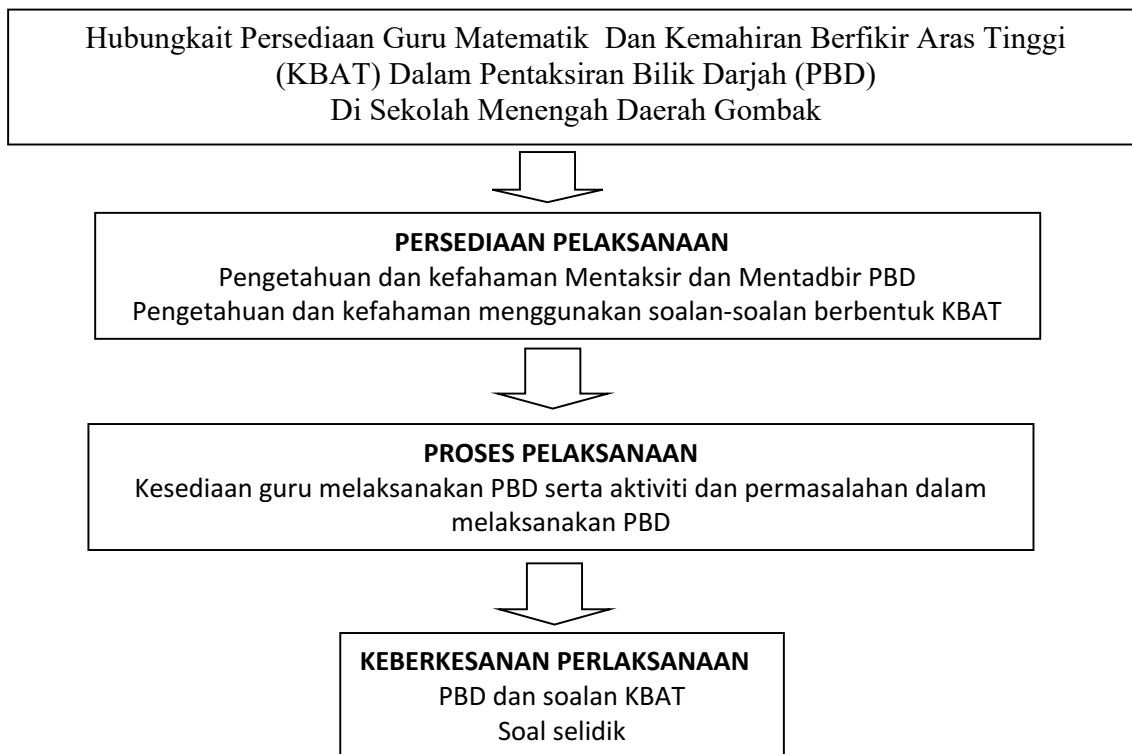 Hubungkait Persediaan Guru Matematik Dan Kemahiran Berfikir Aras Tinggi
(KBAT) Dalam Pentaksiran Bilik Darjah (PBD)
Di Sekolah Menengah Daerah Gombak
PERSEDIAAN PELAKSANAAN
Pengetahuan dan kefahaman Mentaksir dan Mentadbir PBD
Pengetahuan dan kefahaman menggunakan soalan-soalan berbentuk KBAT
PROSES PELAKSANAAN
Kesediaan guru melaksanakan PBD serta aktiviti dan permasalahan dalam
melaksanakan PBD
KEBERKESANAN PERLAKSANAAN
PBD dan soalan KBAT
Soal selidik